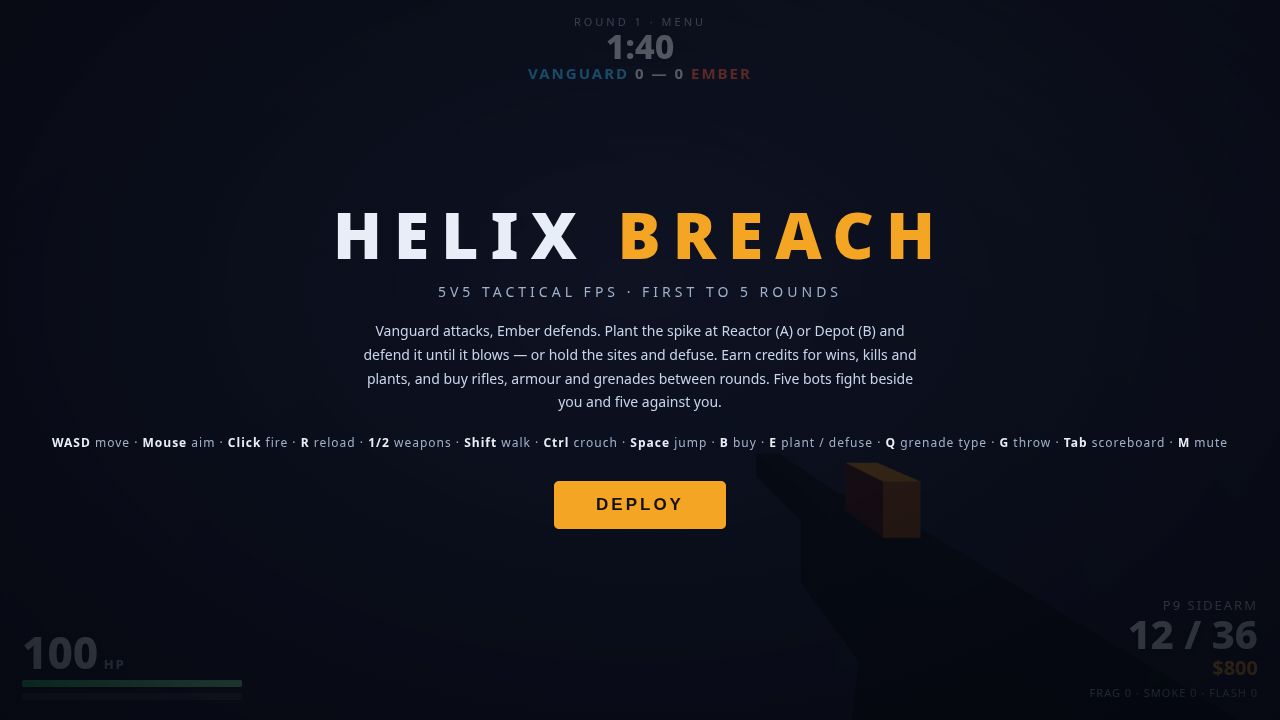 ROUND 1 · MENU
1:40
VANGUARD 0 — 0 EMBER
HELIX BREACH
5V5 TACTICAL FPS · FIRST TO 5 ROUNDS
Vanguard attacks, Ember defends. Plant the spike at Reactor (A) or Depot (B) and
defend it until it blows — or hold the sites and defuse. Earn credits for wins, kills and
plants, and buy rifles, armour and grenades between rounds. Five bots fight beside
you and five against you.
WASD move · Mouse aim · Click fire · R reload · 1/2 weapons · Shift walk · Ctrl crouch · Space jump · B buy · E plant / defuse · Q grenade type · G throw · Tab scoreboard · M mute
DEPLOY
100 HP
P9 SIDEARM
12 / 36
$800
FRAG 0 · SMOKE 0 · FLASH 0